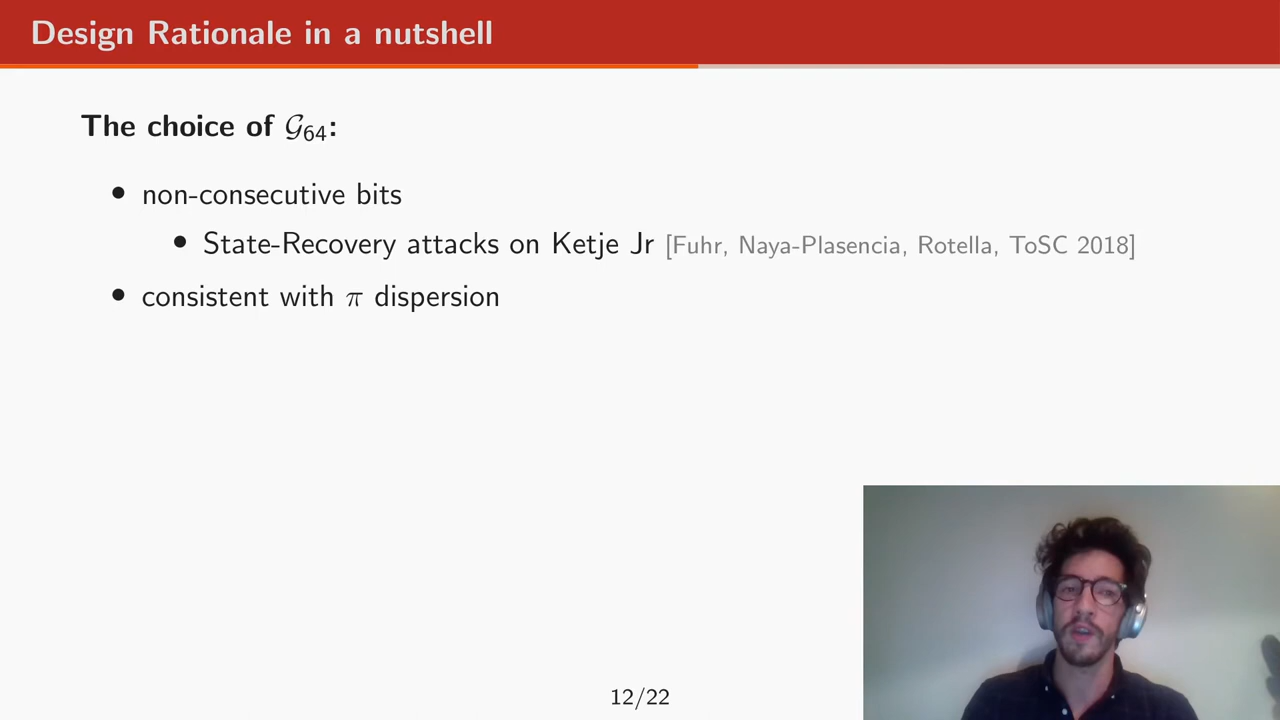 Design Rationale in a nutshell
The choice of 𝒢₆₄:
• non-consecutive bits
• State-Recovery attacks on Ketje Jr [Fuhr, Naya-Plasencia, Rotella, ToSC 2018]
• consistent with π dispersion
12/22